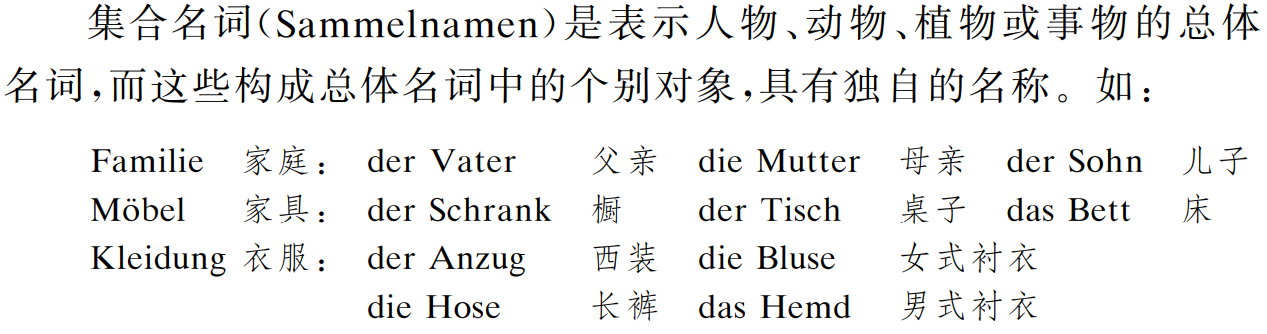 集合名词(Sammelnamen)是表示人物、动物、植物或事物的总体
名词,而这些构成总体名词中的个别对象,具有独自的名称。如:
Familie 家庭: der Vater 父亲 die Mutter 母亲 der Sohn 儿子
Möbel 家具: der Schrank 橱 der Tisch 桌子 das Bett 床
Kleidung 衣服: der Anzug 西装 die Bluse 女式衬衣
die Hose 长裤 das Hemd 男式衬衣